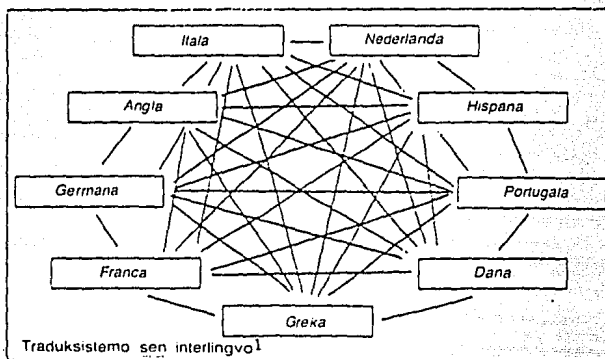 Itala Nederlanda
Angla Hispana
Germana Portugala
Franca Dana
Greka
Traduksistemo sen interlingvo1